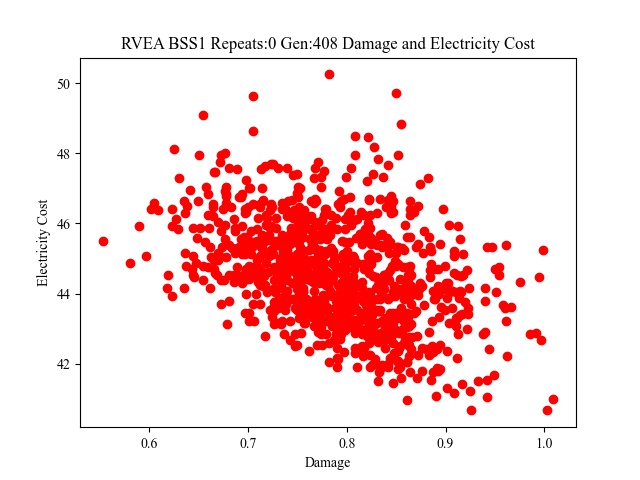 RVEA BSS1 Repeats:0 Gen:408 Damage and Electricity Cost
50
48
46
44
42
Electricity Cost
0.6 0.7 0.8 0.9 1.0
Damage